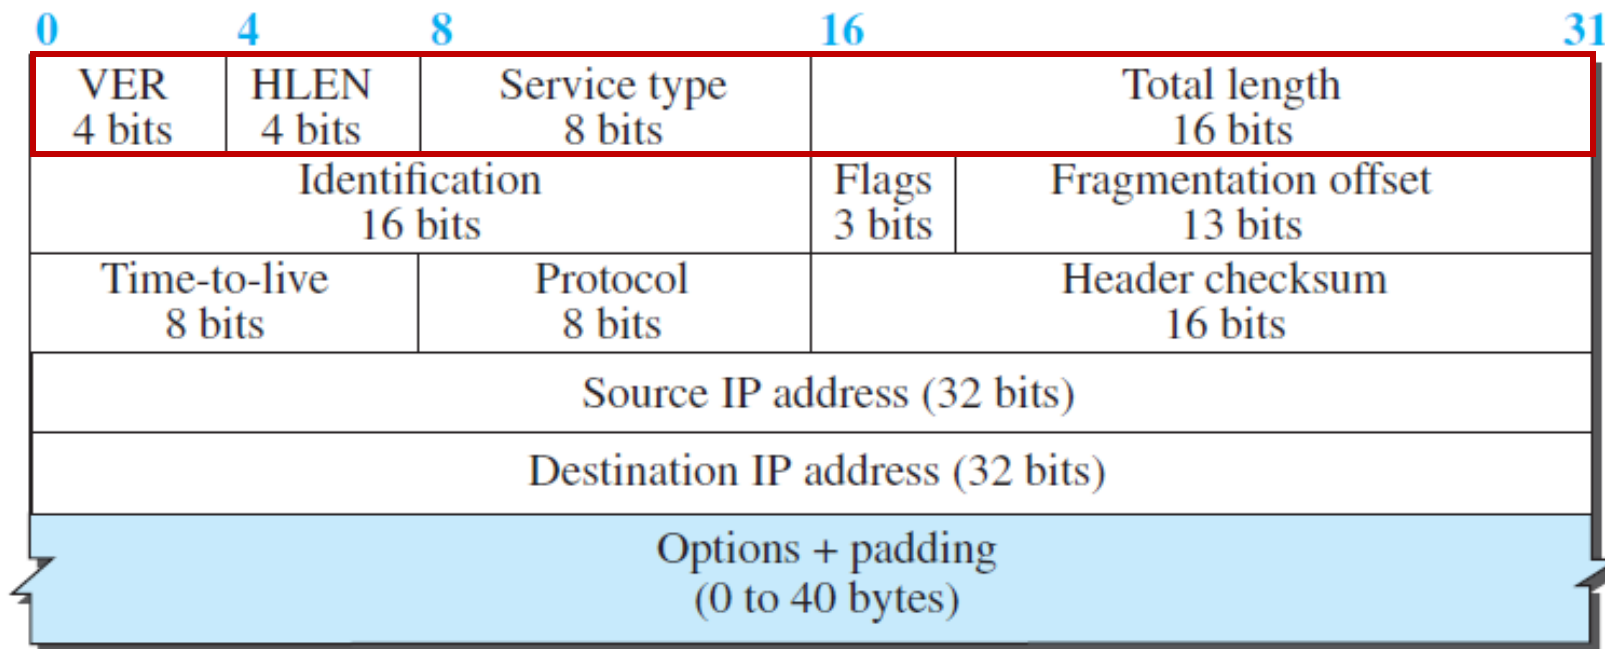 0 4 8 16 31
VER HLEN Service type Total length
4 bits 4 bits 8 bits 16 bits
Identification Flags Fragmentation offset
16 bits 3 bits 13 bits
Time-to-live Protocol Header checksum
8 bits 8 bits 16 bits
Source IP address (32 bits)
Destination IP address (32 bits)
Options + padding
(0 to 40 bytes)